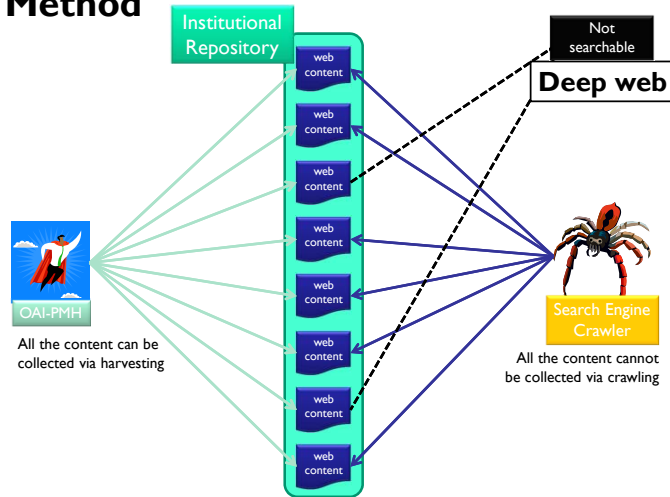 Method
Institutional
Repository
Not
searchable
Deep web
web
content
web
content
web
content
web
content
web
content
web
content
web
content
web
content
OAI-PMH
All the content can be
collected via harvesting
Search Engine
Crawler
All the content cannot
be collected via crawling